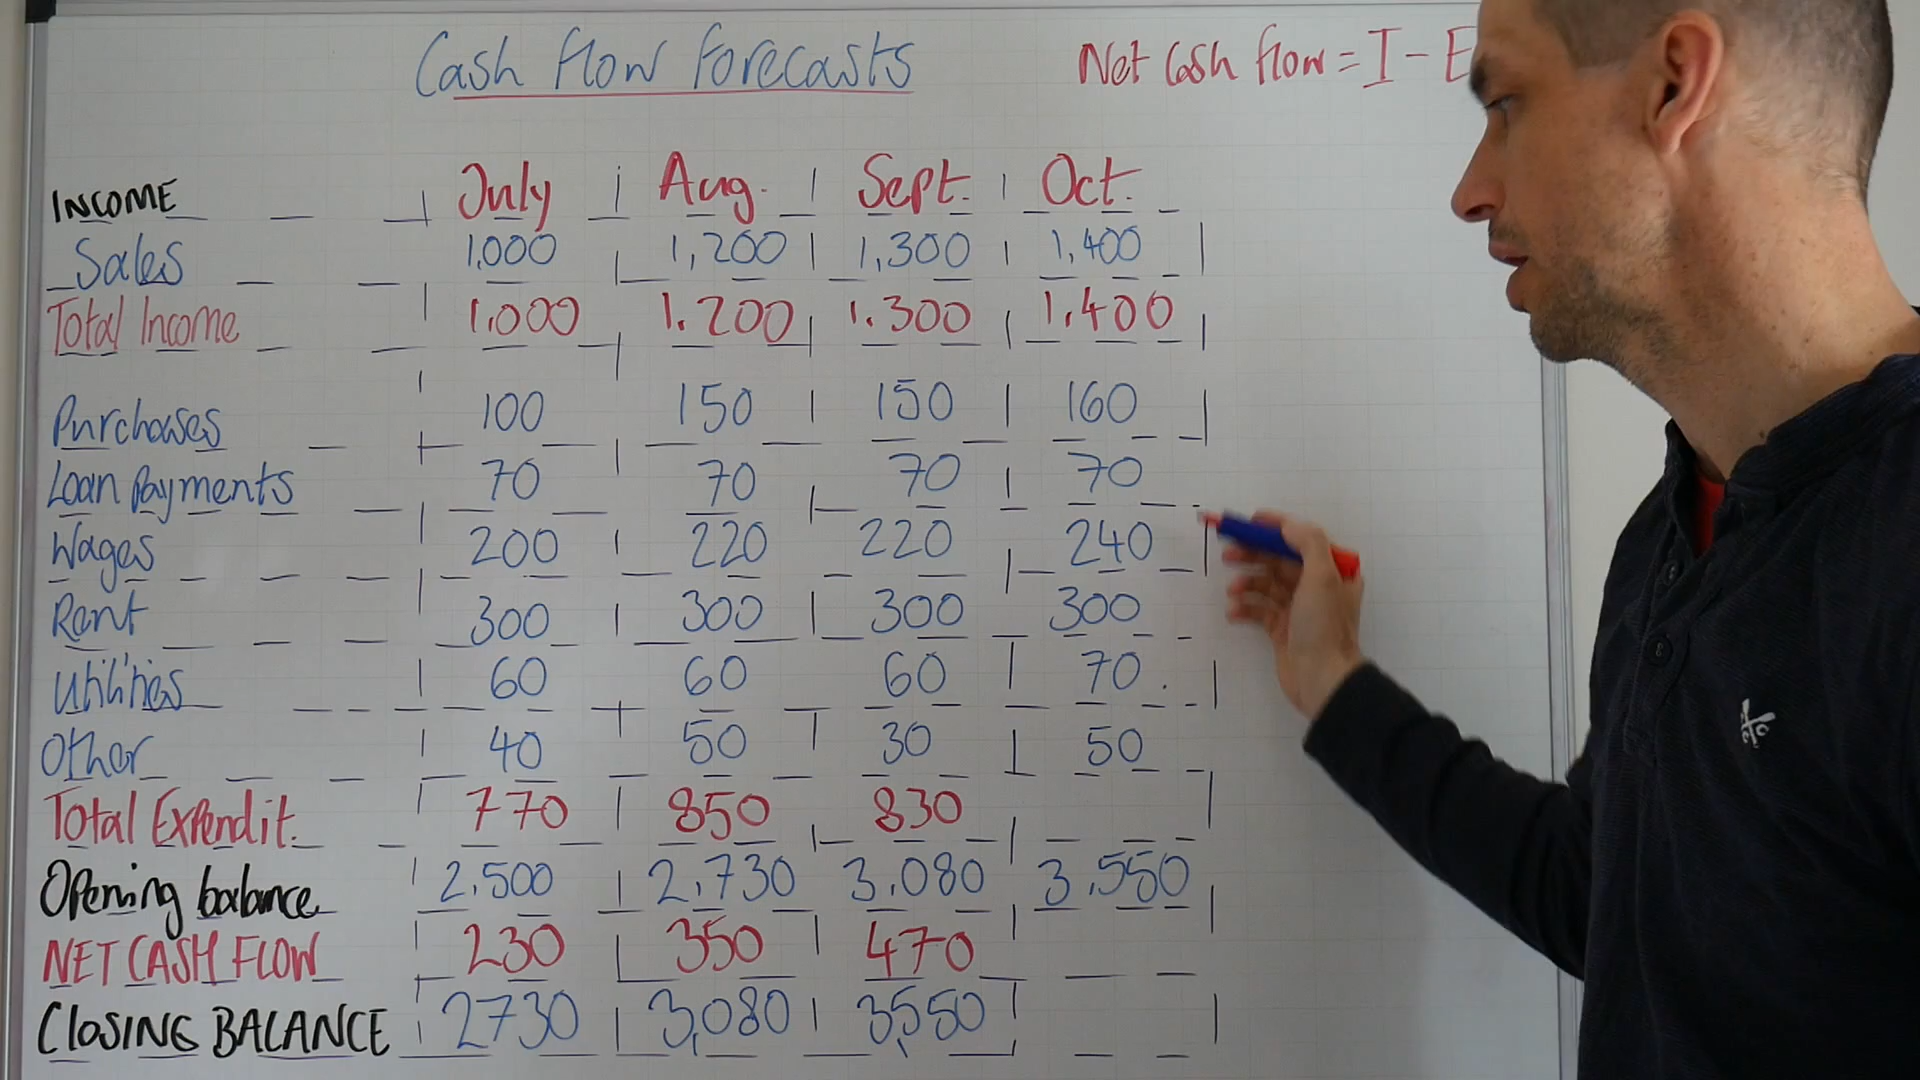 Cash Flow Forecasts
Net Cash flow = I - E
INCOME July Aug. Sept. Oct.
Sales 1,000 1,200 1,300 1,400
Total Income 1,000 1.200 1.300 1.400
Purchases 100 150 150 160
Loan Payments 70 70 70 70
Wages 200 220 220 240
Rent 300 300 300 300
Utilities 60 60 60 70.
Other 40 50 30 50
Total Expendit. 770 850 830
Opening balance 2.500 2,730 3.080 3.550
NET CASH FLOW 230 350 470
CLOSING BALANCE 2730 3,080 3,550